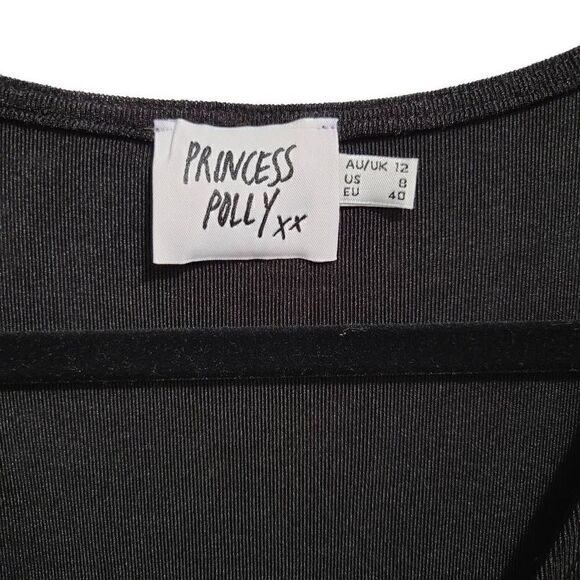 PRINCESS
POLLY xx
AU/UK 12
US 8
EU 40